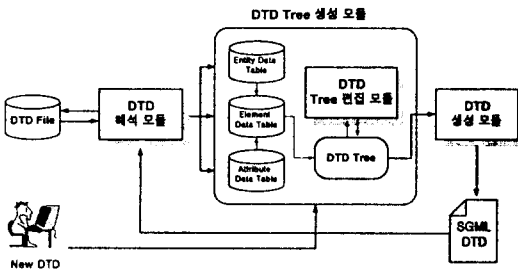 DTD Tree 생성 모듈
Entity Data
Table
DTD
Tree 편집 모듈
DTD
해석 모듈
DTD
생성 모듈
DTD File
Element
Data Table
DTD Tree
Attribute
Data Table
SGML
DTD
New DTD